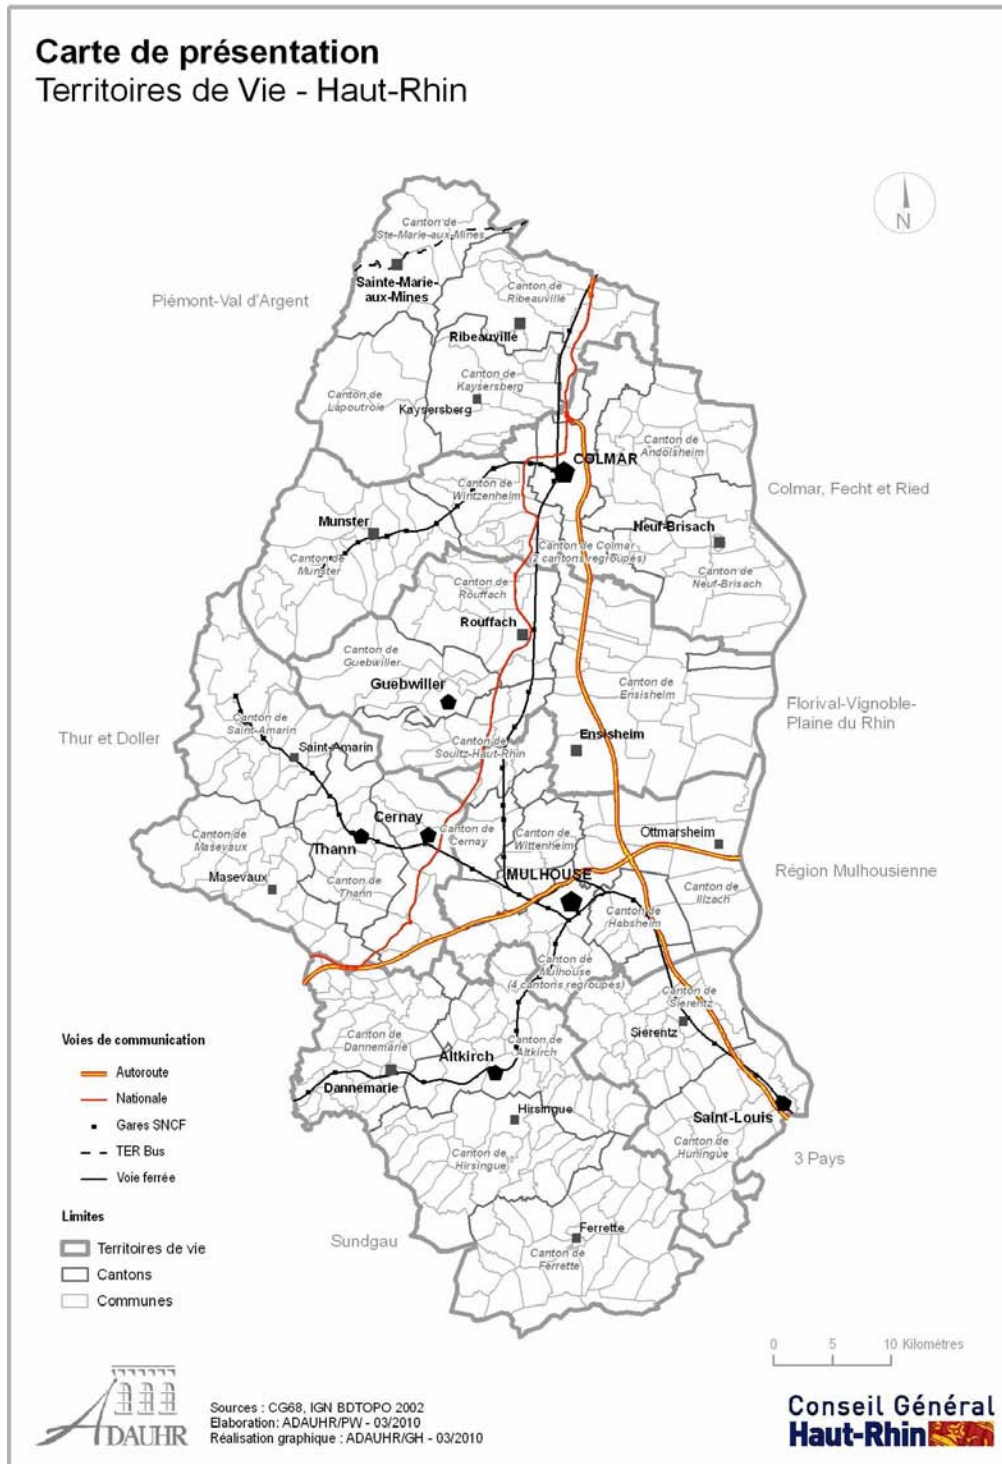 Carte de présentation
Territoires de Vie - Haut-Rhin
N
Canton de
Ste-Marie-aux-Mines
Sainte-Marie-
aux-Mines
Piémont-Val d'Argent
Canton de
Ribeauvillé
Ribeauvillé
Canton de
Kaysersberg
Canton de
Lapoutroie
Kaysersberg
Canton de
Andolsheim
COLMAR
Canton de
Wintzenheim
Colmar, Fecht et Ried
Munster
Neuf-Brisach
Canton de
Munster
Canton de Colmar
(2 cantons regroupés)
Canton de
Neuf-Brisach
Canton de
Rouffach
Rouffach
Canton de
Guebwiller
Guebwiller
Canton de
Ensisheim
Florival-Vignoble-
Plaine du Rhin
Canton de
Saint-Amarin
Thur et Doller
Saint-Amarin
Canton de
Soultz-Haut-Rhin
Ensisheim
Cernay
Canton de
Cernay
Canton de
Wittenheim
Ottmarsheim
Canton de
Masevaux
Thann
Masevaux
Canton de
Thann
MULHOUSE
Région Mulhousienne
Canton de
Illzach
Canton de
Habsheim
Canton de
Mulhouse
(4 cantons regroupés)
Canton de
Sierentz
Sierentz
Canton de
Dannemarie
Canton de
Altkirch
Altkirch
Dannemarie
Hirsingue
Saint-Louis
Canton de
Huningue
Canton de
Hirsingue
3 Pays
Sundgau
Ferrette
Canton de
Ferrette
Voies de communication
Autoroute
Nationale
Gares SNCF
TER Bus
Voie ferrée
Limites
Territoires de vie
Cantons
Communes
0 5 10 Kilomètres
ADAUHR
Sources : CG68, IGN BDTOPO 2002
Elaboration: ADAUHR/PW - 03/2010
Réalisation graphique : ADAUHR/GH - 03/2010
Conseil Général
Haut-Rhin